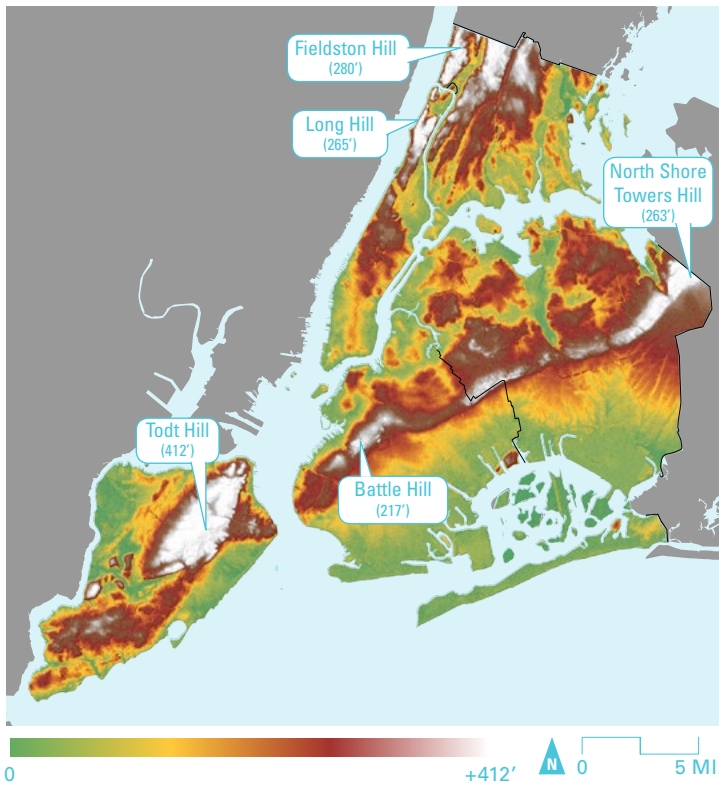 Fieldston Hill
(280’)
Long Hill
(265’)
North Shore
Towers Hill
(263’)
Todt Hill
(412’)
Battle Hill
(217’)
0
+412’
N
0
5 MI